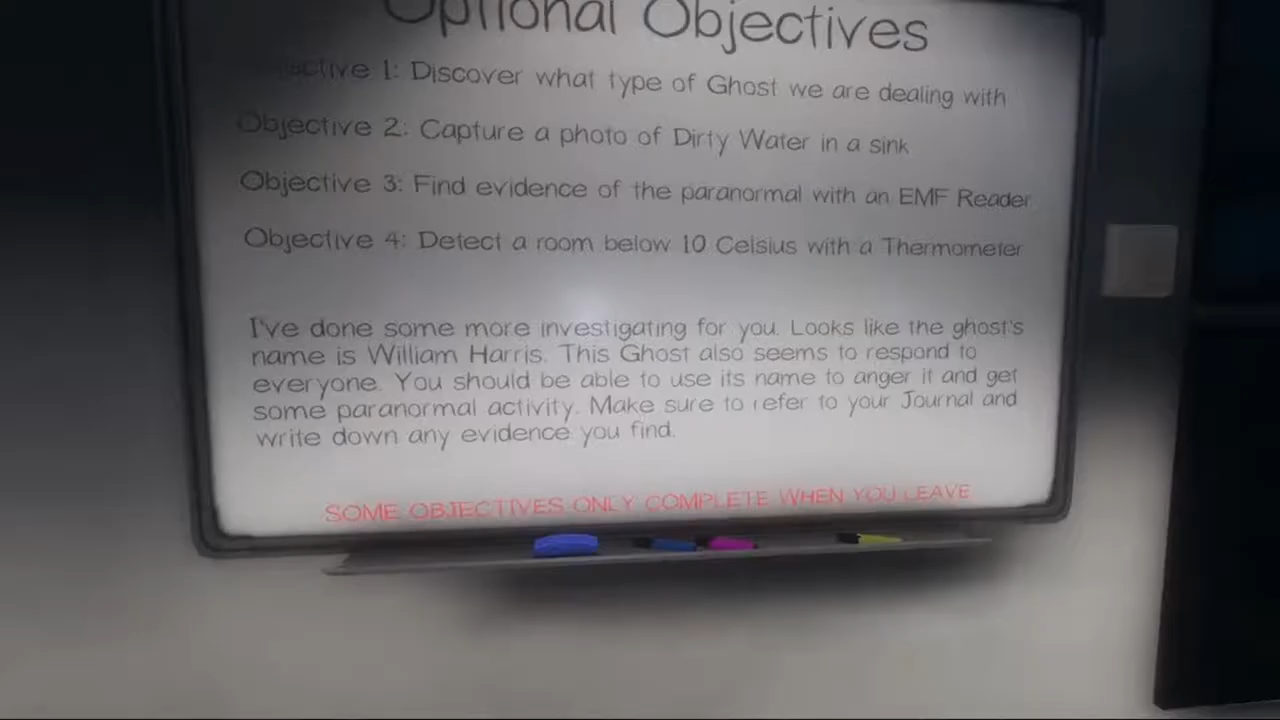 Optional Objectives
Objective 1: Discover what type of Ghost we are dealing with
Objective 2: Capture a photo of Dirty Water in a sink
Objective 3: Find evidence of the paranormal with an EMF Reader
Objective 4: Detect a room below 10 Celsius with a Thermometer
I've done some more investigating for you. Looks like the ghost's
name is William Harris. This Ghost also seems to respond to
everyone. You should be able to use its name to anger it and get
some paranormal activity. Make sure to refer to your Journal and
write down any evidence you find.
SOME OBJECTIVES ONLY COMPLETE WHEN YOU LEAVE